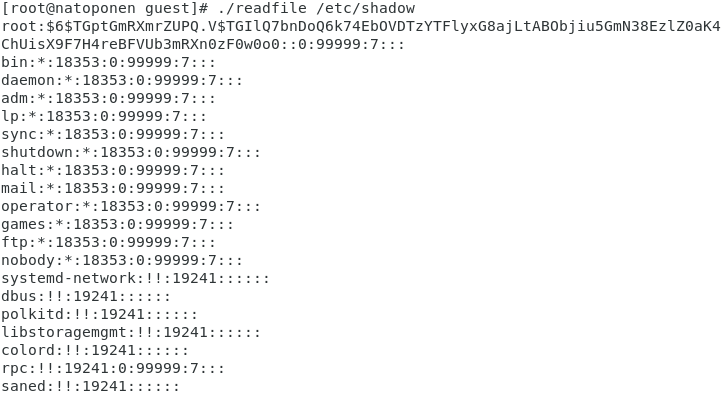 [root@natoponen guest]# ./readfile /etc/shadow
root:$6$TGptGmRXmrZUPQ.V$TGIlQ7bnDoQ6k74EbOVDTzYTFlyxG8ajLtABObjiu5GmN38EzlZ0aK4
ChUisX9F7H4reBFVUb3mRXn0zF0w0o0::0:99999:7:::
bin:*:18353:0:99999:7:::
daemon:*:18353:0:99999:7:::
adm:*:18353:0:99999:7:::
lp:*:18353:0:99999:7:::
sync:*:18353:0:99999:7:::
shutdown:*:18353:0:99999:7:::
halt:*:18353:0:99999:7:::
mail:*:18353:0:99999:7:::
operator:*:18353:0:99999:7:::
games:*:18353:0:99999:7:::
ftp:*:18353:0:99999:7:::
nobody:*:18353:0:99999:7:::
systemd-network:!!:19241::::::
dbus:!!:19241::::::
polkitd:!!:19241::::::
libstoragemgmt:!!:19241::::::
colord:!!:19241::::::
rpc:!!:19241:0:99999:7:::
saned:!!:19241::::::